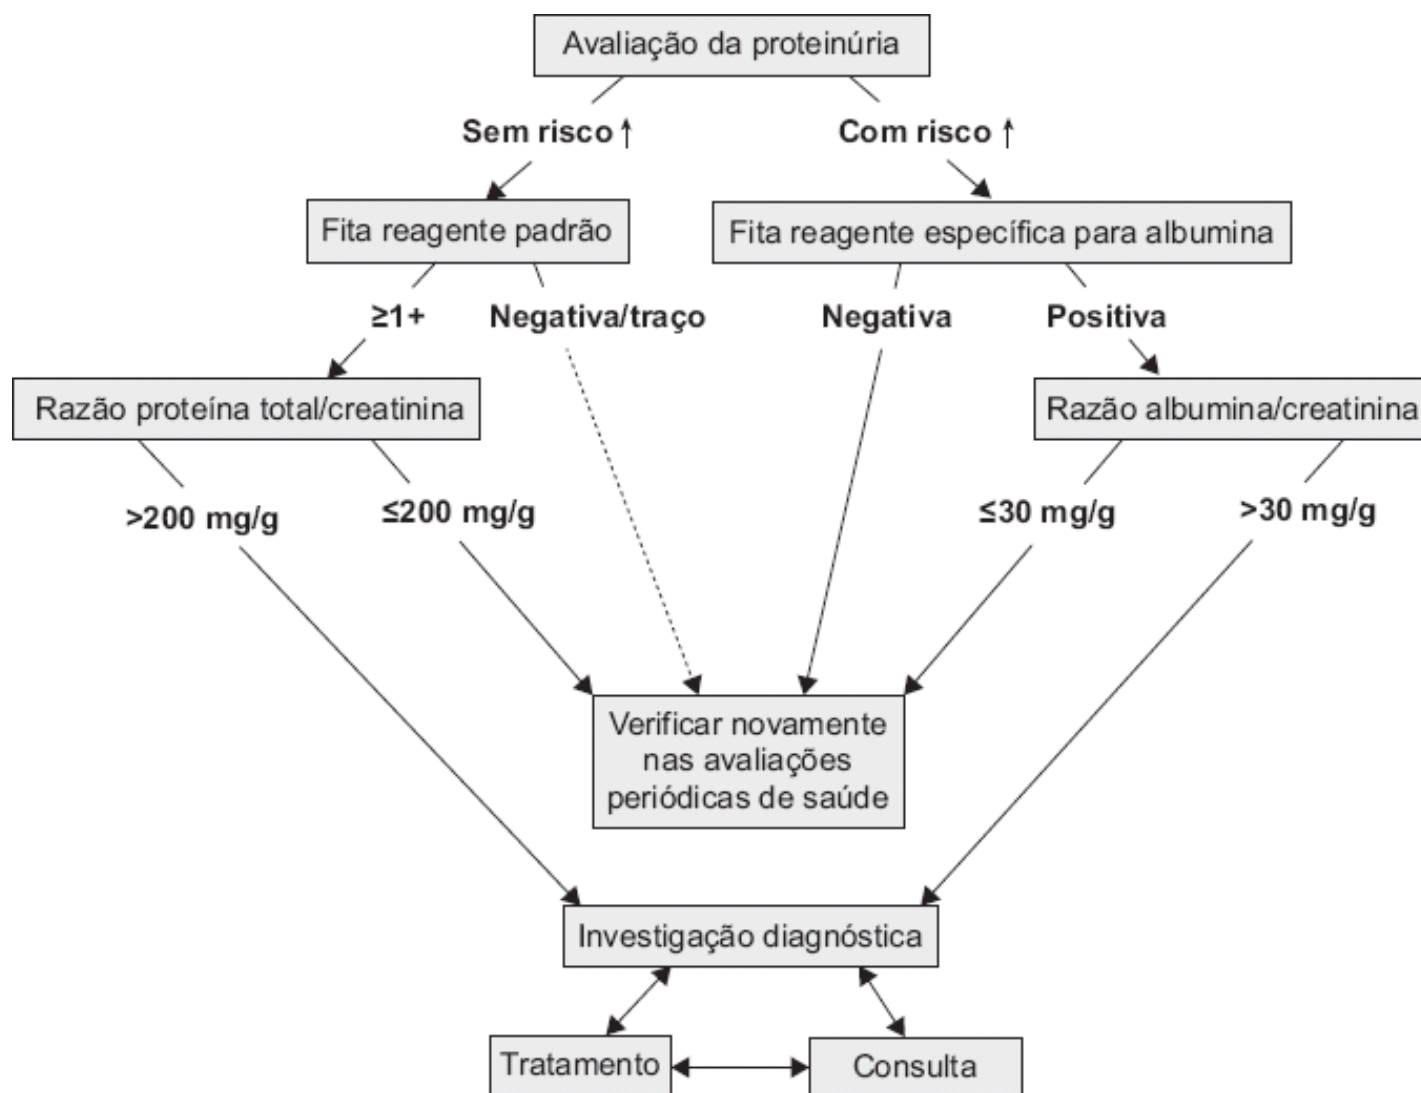 Avaliação da proteinúria
Sem risco ↑
Com risco ↑
Fita reagente padrão
Fita reagente específica para albumina
≥1+
Negativa/traço
Negativa
Positiva
Razão proteína total/creatinina
Razão albumina/creatinina
>200 mg/g
≤200 mg/g
≤30 mg/g
>30 mg/g
Verificar novamente
nas avaliações
periódicas de saúde
Investigação diagnóstica
Tratamento
Consulta